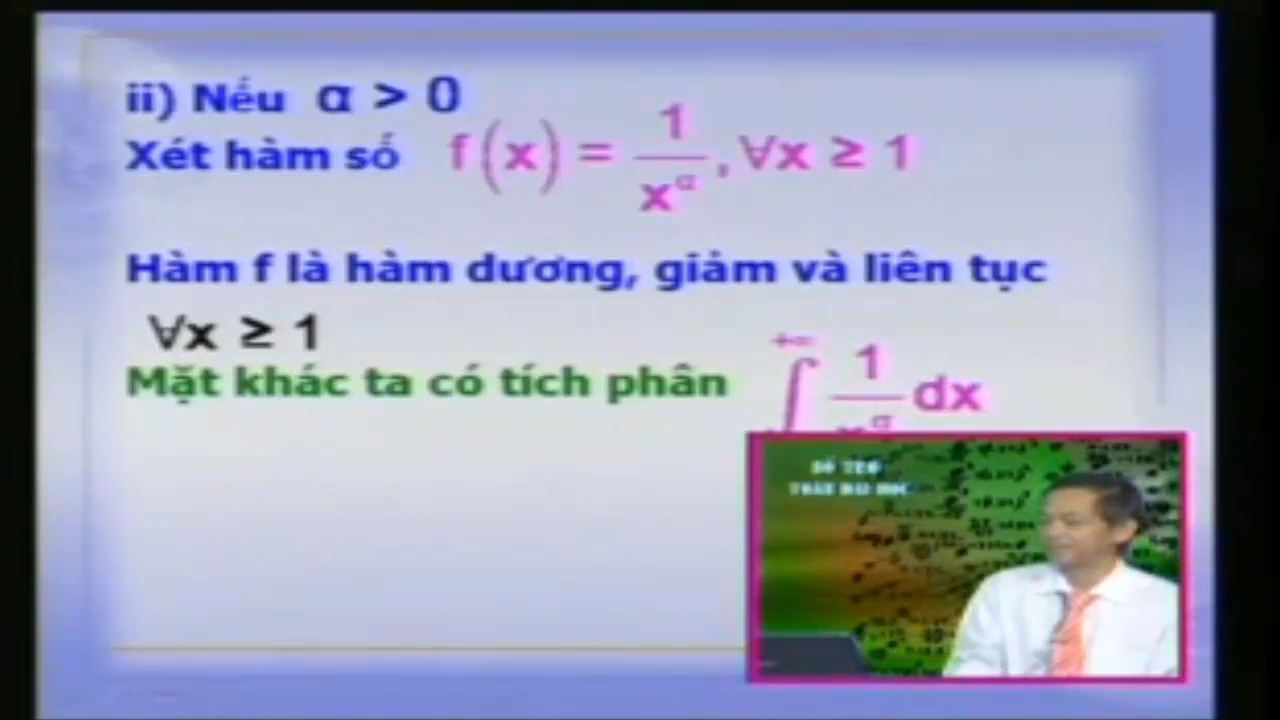 ii) Nếu α > 0
Xét hàm số f(x) = 1/x^α, ∀x ≥ 1
Hàm f là hàm dương, giảm và liên tục
∀x ≥ 1
Mặt khác ta có tích phân ∫ +∞ 1/x^α dx